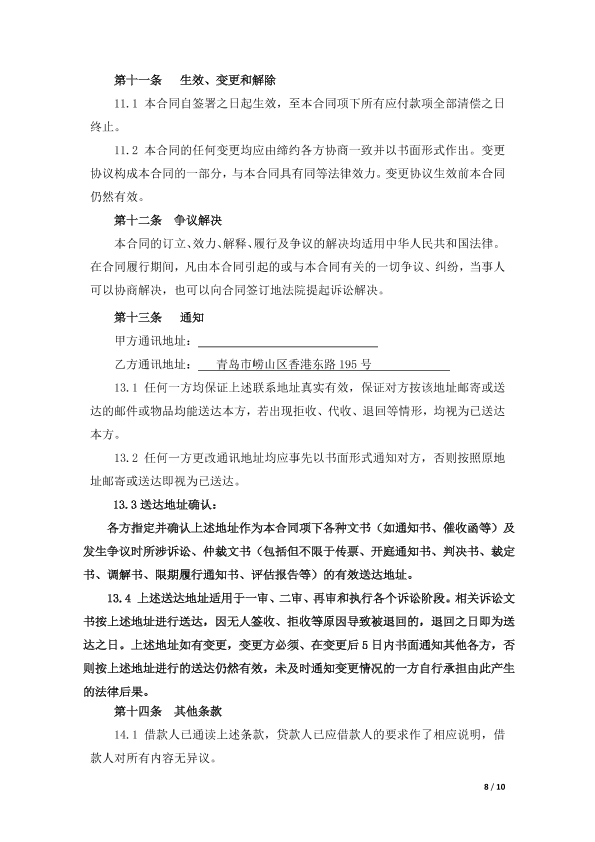 第十一条 生效、变更和解除
11.1 本合同自签署之日起生效，至本合同项下所有应付款项全部清偿之日
终止。
11.2 本合同的任何变更均应由缔约各方协商一致并以书面形式作出。变更
协议构成本合同的一部分，与本合同具有同等法律效力。变更协议生效前本合同
仍然有效。
第十二条 争议解决
本合同的订立、效力、解释、履行及争议的解决均适用中华人民共和国法律。
在合同履行期间，凡由本合同引起的或与本合同有关的一切争议、纠纷，当事人
可以协商解决，也可以向合同签订地法院提起诉讼解决。
第十三条 通知
甲方通讯地址：
乙方通讯地址： 青岛市崂山区香港东路 195 号
13.1 任何一方均保证上述联系地址真实有效，保证对方按该地址邮寄或送
达的邮件或物品均能送达本方，若出现拒收、代收、退回等情形，均视为已送达
本方。
13.2 任何一方更改通讯地址均应事先以书面形式通知对方，否则按照原地
址邮寄或送达即视为已送达。
13.3 送达地址确认：
各方指定并确认上述地址作为本合同项下各种文书（如通知书、催收函等）及
发生争议时所涉诉讼、仲裁文书（包括但不限于传票、开庭通知书、判决书、裁定
书、调解书、限期履行通知书、评估报告等）的有效送达地址。
13.4 上述送达地址适用于一审、二审、再审和执行各个诉讼阶段。相关诉讼文
书按上述地址进行送达，因无人签收、拒收等原因导致被退回的，退回之日即为送
达之日。上述地址如有变更，变更方必须、在变更后 5 日内书面通知其他各方，否
则按上述地址进行的送达仍然有效，未及时通知变更情况的一方自行承担由此产生
的法律后果。
第十四条 其他条款
14.1 借款人已通读上述条款，贷款人已应借款人的要求作了相应说明，借
款人对所有内容无异议。
8 / 10